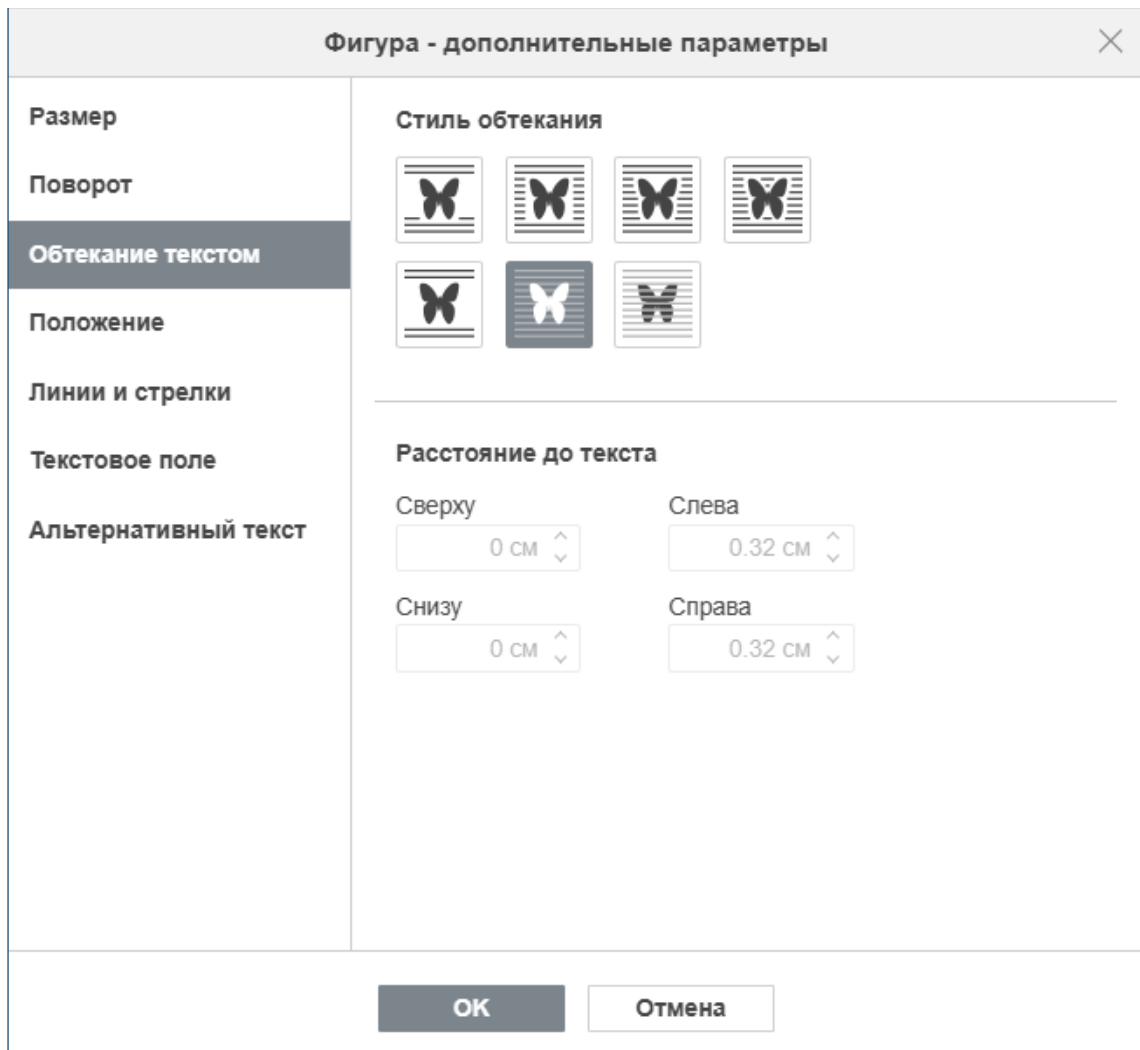 Фигура - дополнительные параметры
Размер
Поворот
Обтекание текстом
Положение
Линии и стрелки
Текстовое поле
Альтернативный текст
Стиль обтекания
Расстояние до текста
Сверху Слева
0 см 0.32 см
Снизу Справа
0 см 0.32 см
OK Отмена